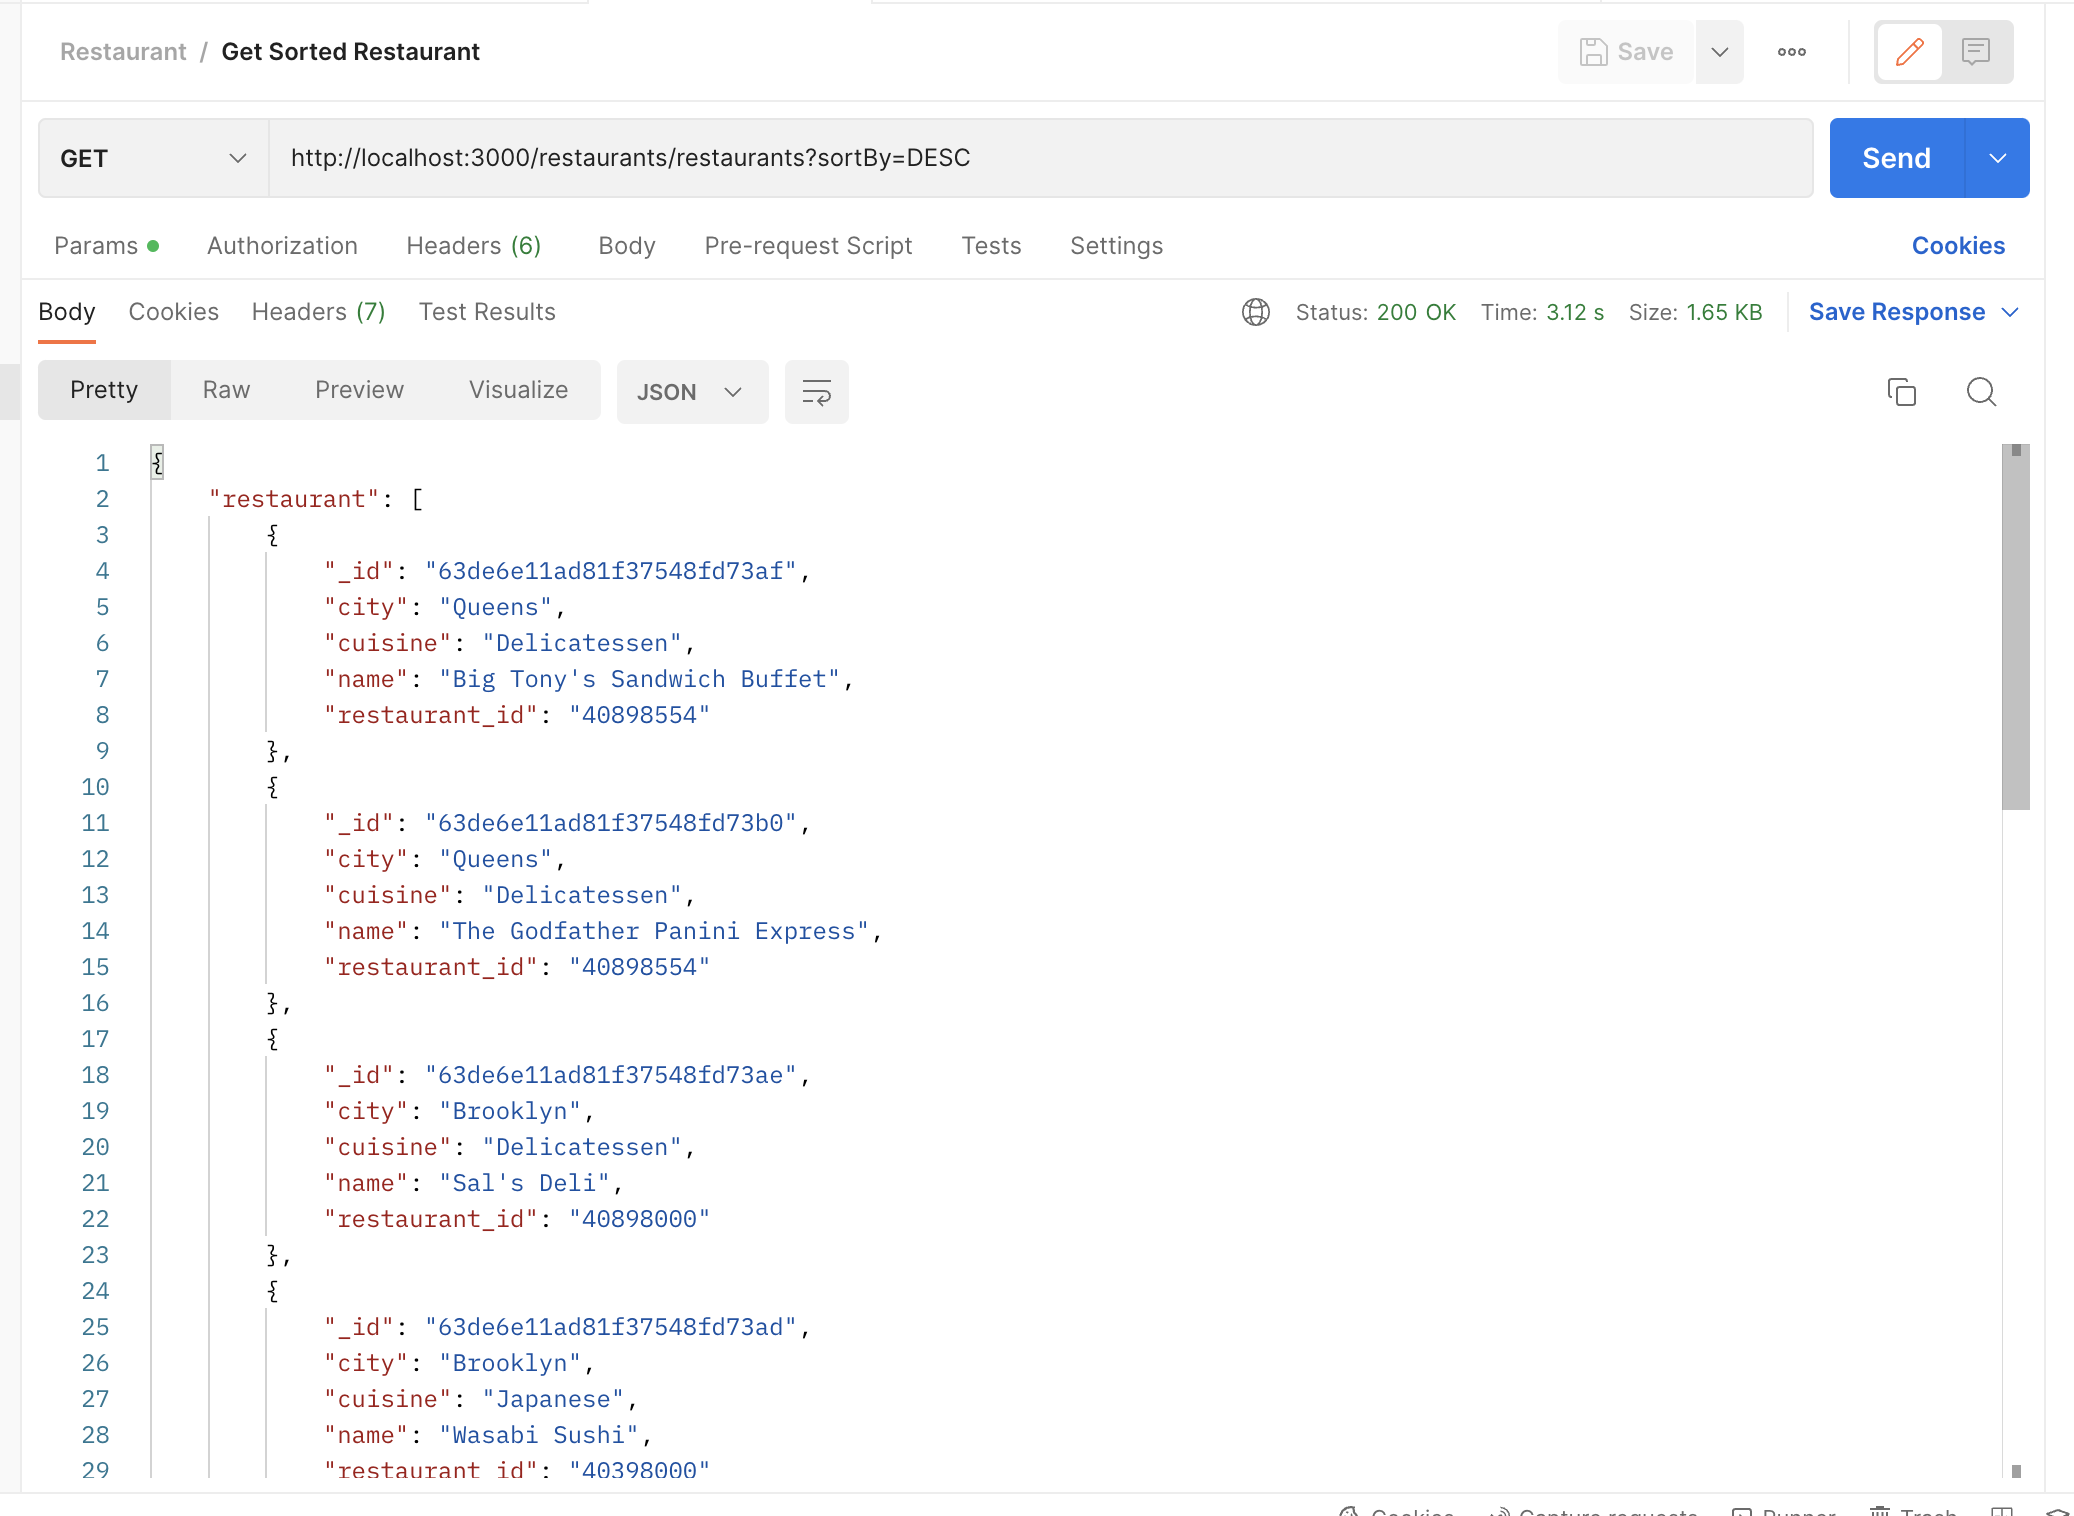 Restaurant / Get Sorted Restaurant
Save
GET http://localhost:3000/restaurants/restaurants?sortBy=DESC Send
Params Authorization Headers (6) Body Pre-request Script Tests Settings Cookies
Body Cookies Headers (7) Test Results Status: 200 OK Time: 3.12 s Size: 1.65 KB Save Response
Pretty Raw Preview Visualize JSON
1 {
2 "restaurant": [
3 {
4 "_id": "63de6e11ad81f37548fd73af",
5 "city": "Queens",
6 "cuisine": "Delicatessen",
7 "name": "Big Tony's Sandwich Buffet",
8 "restaurant_id": "40898554"
9 },
10 {
11 "_id": "63de6e11ad81f37548fd73b0",
12 "city": "Queens",
13 "cuisine": "Delicatessen",
14 "name": "The Godfather Panini Express",
15 "restaurant_id": "40898554"
16 },
17 {
18 "_id": "63de6e11ad81f37548fd73ae",
19 "city": "Brooklyn",
20 "cuisine": "Delicatessen",
21 "name": "Sal's Deli",
22 "restaurant_id": "40898000"
23 },
24 {
25 "_id": "63de6e11ad81f37548fd73ad",
26 "city": "Brooklyn",
27 "cuisine": "Japanese",
28 "name": "Wasabi Sushi",
29 "restaurant_id": "40398000"
Cookies Capture requests Runner Trash